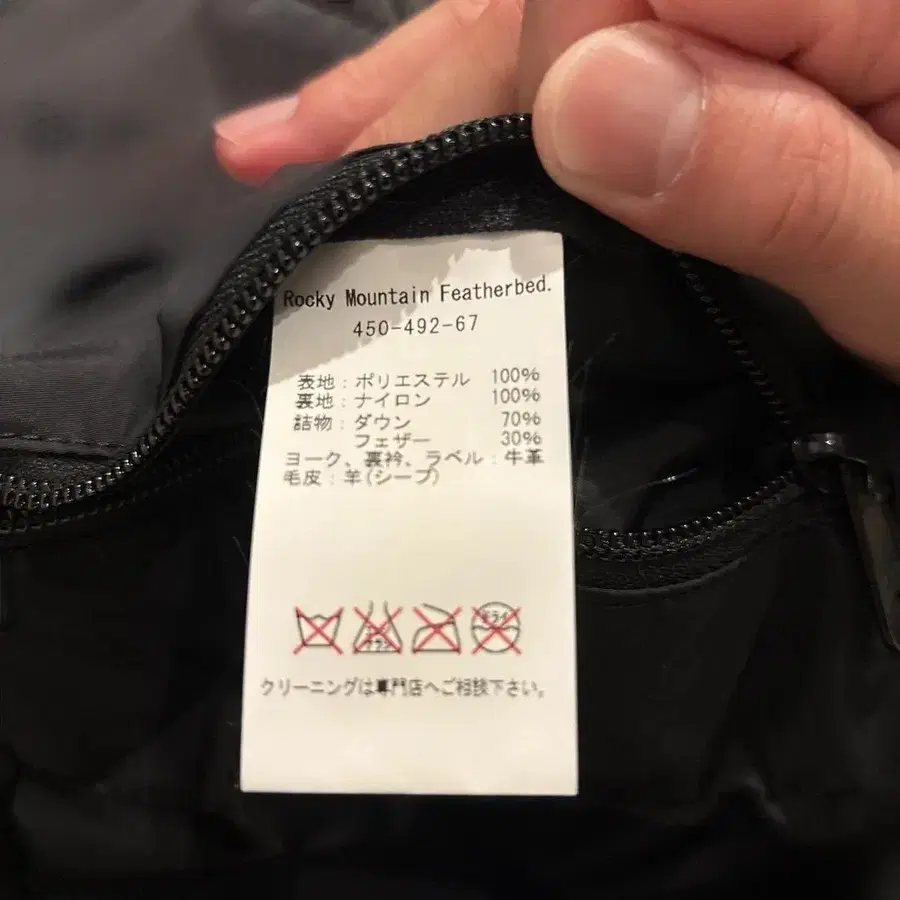 Rocky Mountain Featherbed.
450-492-67
表地：ポリエステル 100%
裏地：ナイロン 100%
詰物：ダウン 70%
フェザー 30%
ヨーク、裏衿、ラベル：牛革
毛皮：羊(シープ)
ドライ
クリーニングは専門店へご相談下さい。